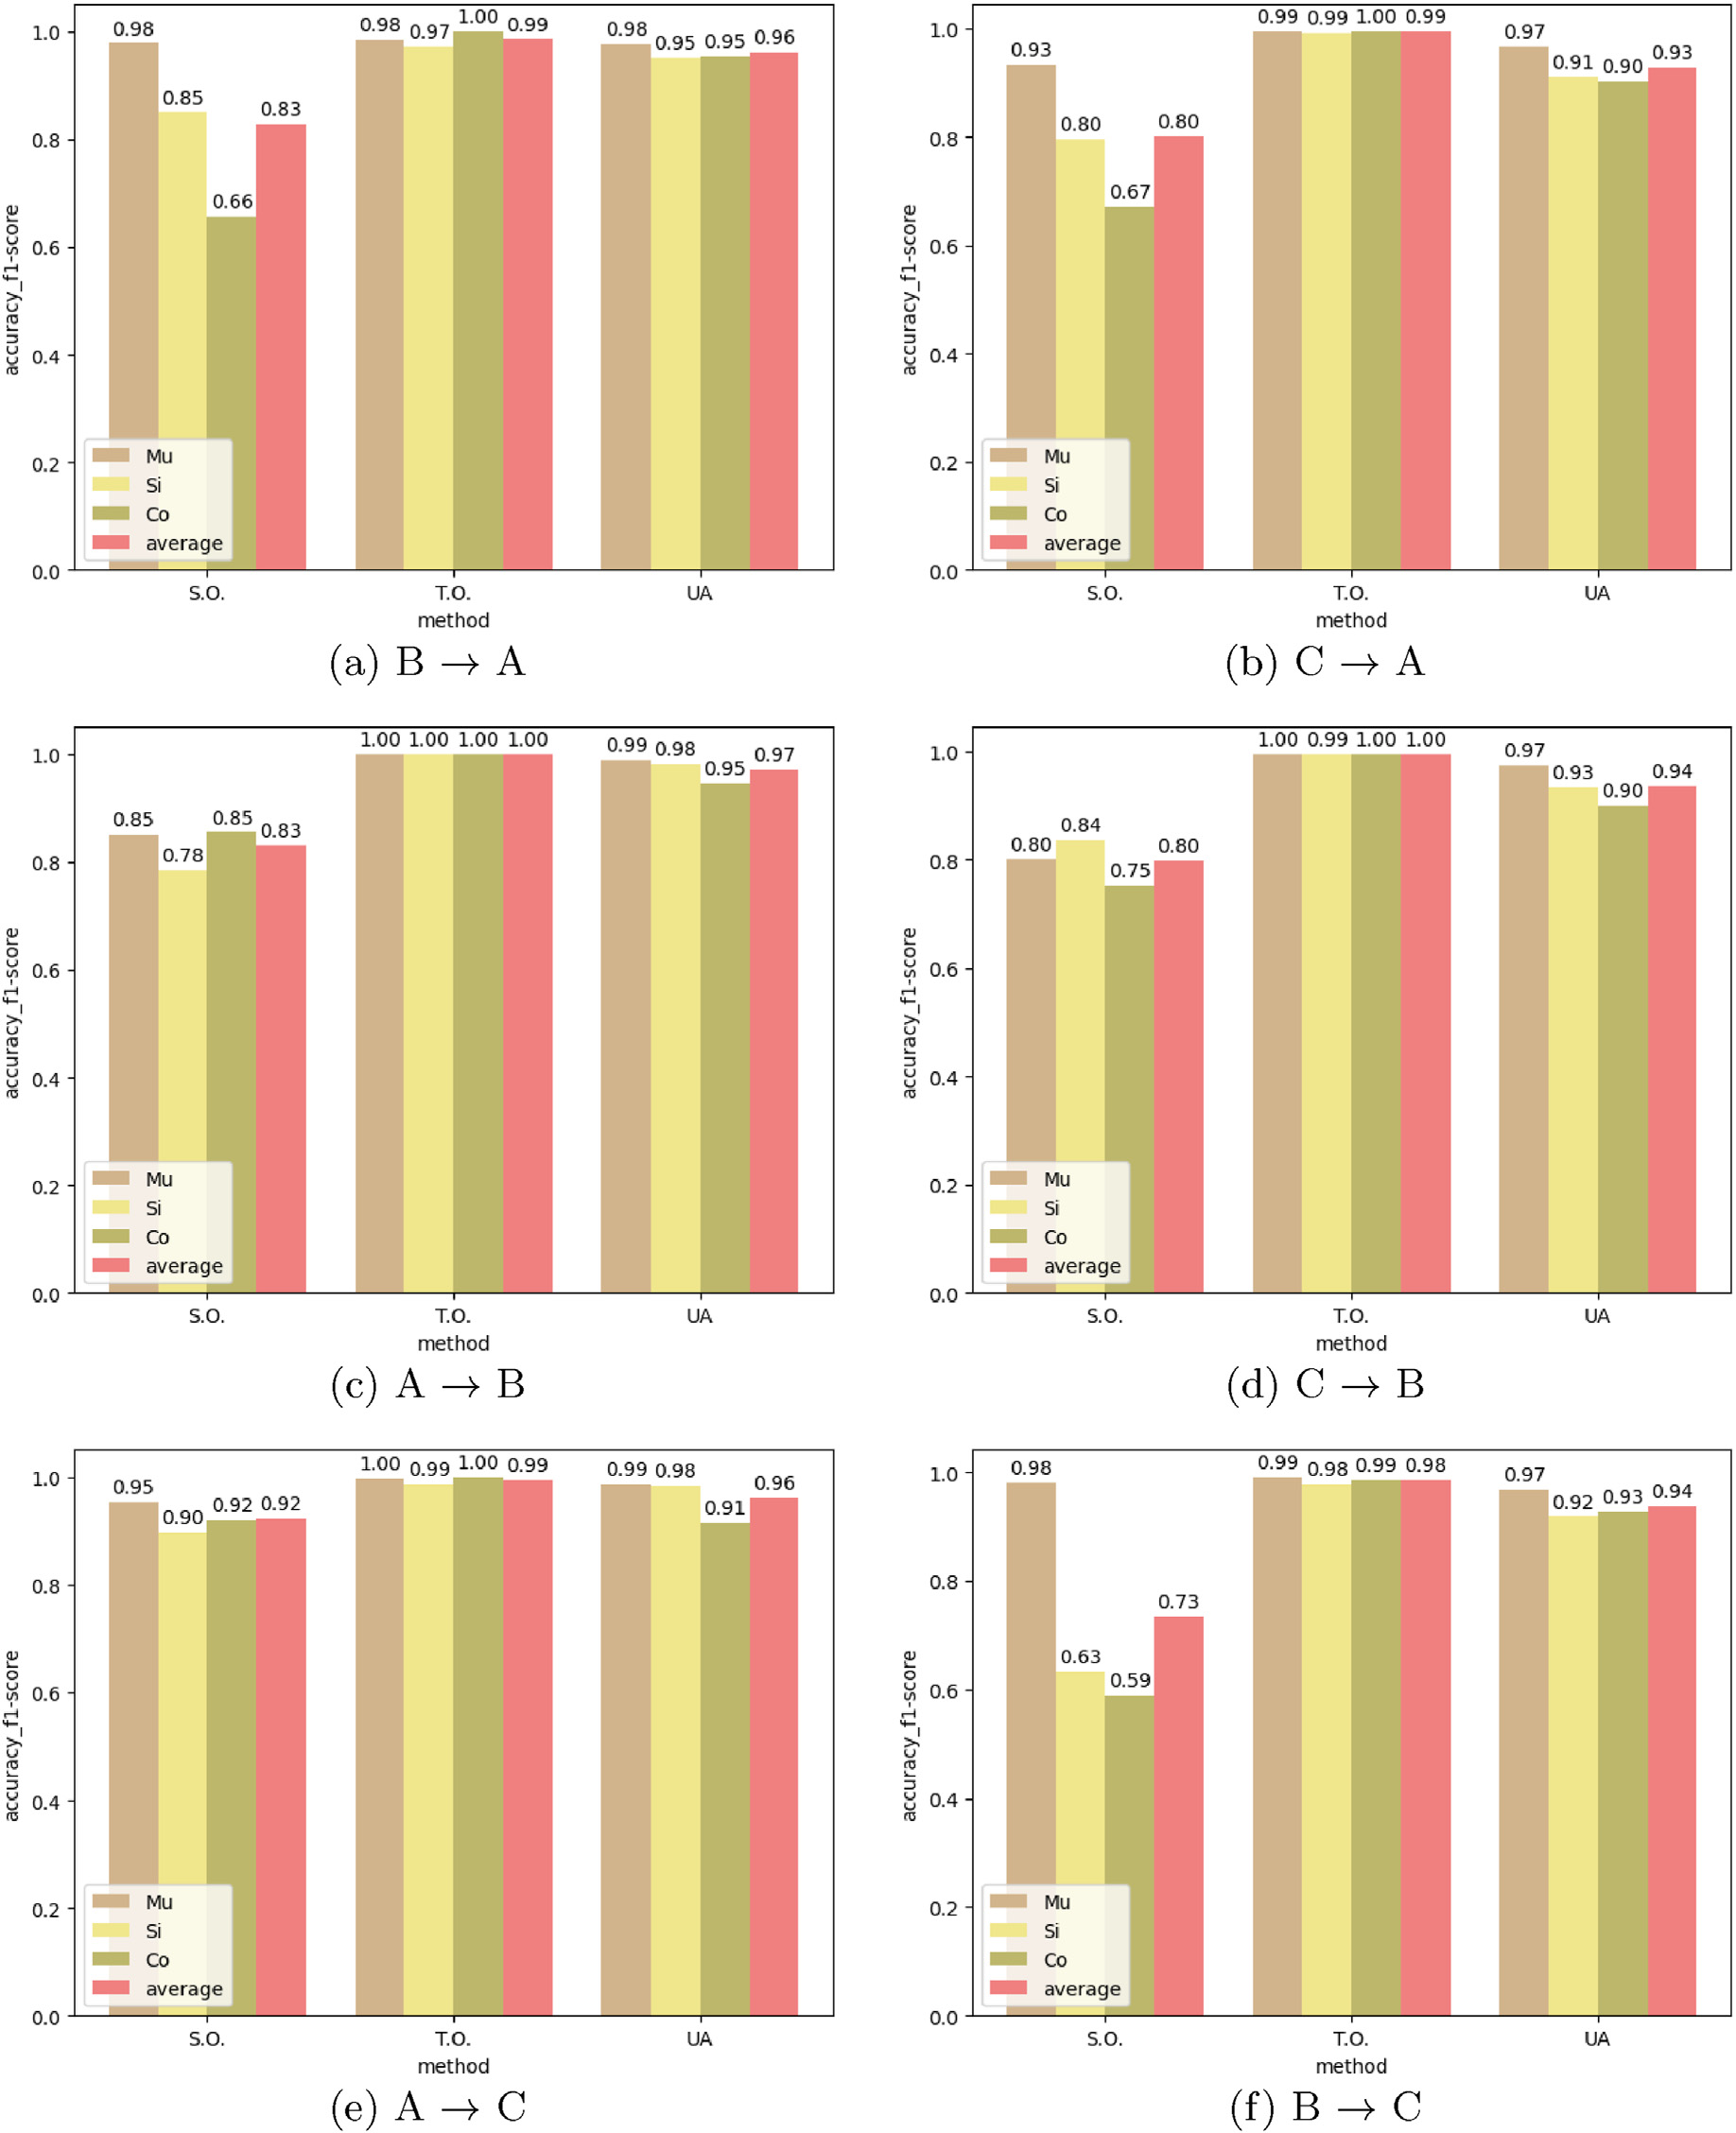 0.98 0.85 0.66 0.83 0.98 0.97 1.00 0.99 0.98 0.95 0.95 0.96
1.0
0.8
0.6
0.4
0.2
0.0
accuracy_f1-score
Mu
Si
Co
average
S.O. T.O. UA
method
(a) B → A
0.93 0.80 0.67 0.80 0.99 0.99 1.00 0.99 0.97 0.91 0.90 0.93
1.0
0.8
0.6
0.4
0.2
0.0
accuracy_f1-score
Mu
Si
Co
average
S.O. T.O. UA
method
(b) C → A
0.85 0.78 0.85 0.83 1.00 1.00 1.00 1.00 0.99 0.98 0.95 0.97
1.0
0.8
0.6
0.4
0.2
0.0
accuracy_f1-score
Mu
Si
Co
average
S.O. T.O. UA
method
(c) A → B
0.80 0.84 0.75 0.80 1.00 0.99 1.00 1.00 0.97 0.93 0.90 0.94
1.0
0.8
0.6
0.4
0.2
0.0
accuracy_f1-score
Mu
Si
Co
average
S.O. T.O. UA
method
(d) C → B
0.95 0.90 0.92 0.92 1.00 0.99 1.00 0.99 0.99 0.98 0.91 0.96
1.0
0.8
0.6
0.4
0.2
0.0
accuracy_f1-score
Mu
Si
Co
average
S.O. T.O. UA
method
(e) A → C
0.98 0.63 0.59 0.73 0.99 0.98 0.99 0.98 0.97 0.92 0.93 0.94
1.0
0.8
0.6
0.4
0.2
0.0
accuracy_f1-score
Mu
Si
Co
average
S.O. T.O. UA
method
(f) B → C